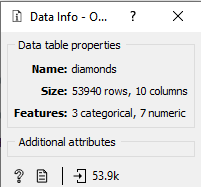 Data Info - O...
Data table properties
Name: diamonds
Size: 53940 rows, 10 columns
Features: 3 categorical, 7 numeric
Additional attributes
? 53.9k